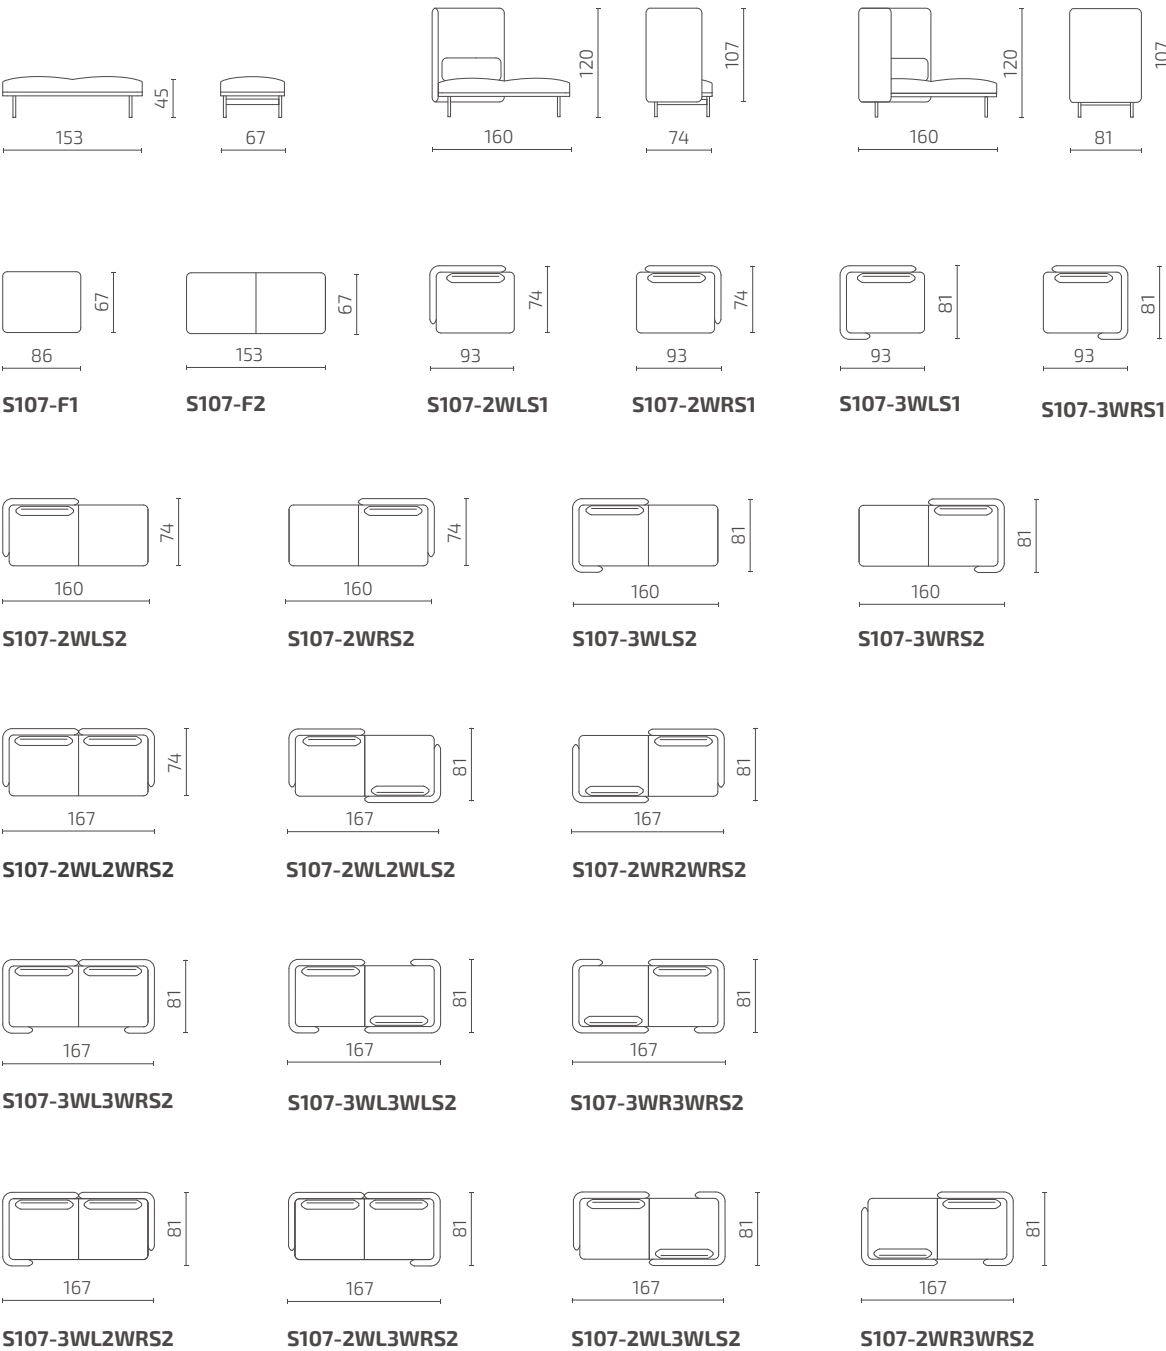 120
107
120
107
45
153
67
160
74
160
81
67
67
74
74
81
81
86
153
93
93
93
93
S107-F1
S107-F2
S107-2WLS1
S107-2WRS1
S107-3WLS1
S107-3WRS1
74
74
81
81
160
160
160
160
S107-2WLS2
S107-2WRS2
S107-3WLS2
S107-3WRS2
74
81
81
167
167
167
S107-2WL2WRS2
S107-2WL2WLS2
S107-2WR2WRS2
81
81
81
167
167
167
S107-3WL3WRS2
S107-3WL3WLS2
S107-3WR3WRS2
81
81
81
81
167
167
167
167
S107-3WL2WRS2
S107-2WL3WRS2
S107-2WL3WLS2
S107-2WR3WRS2